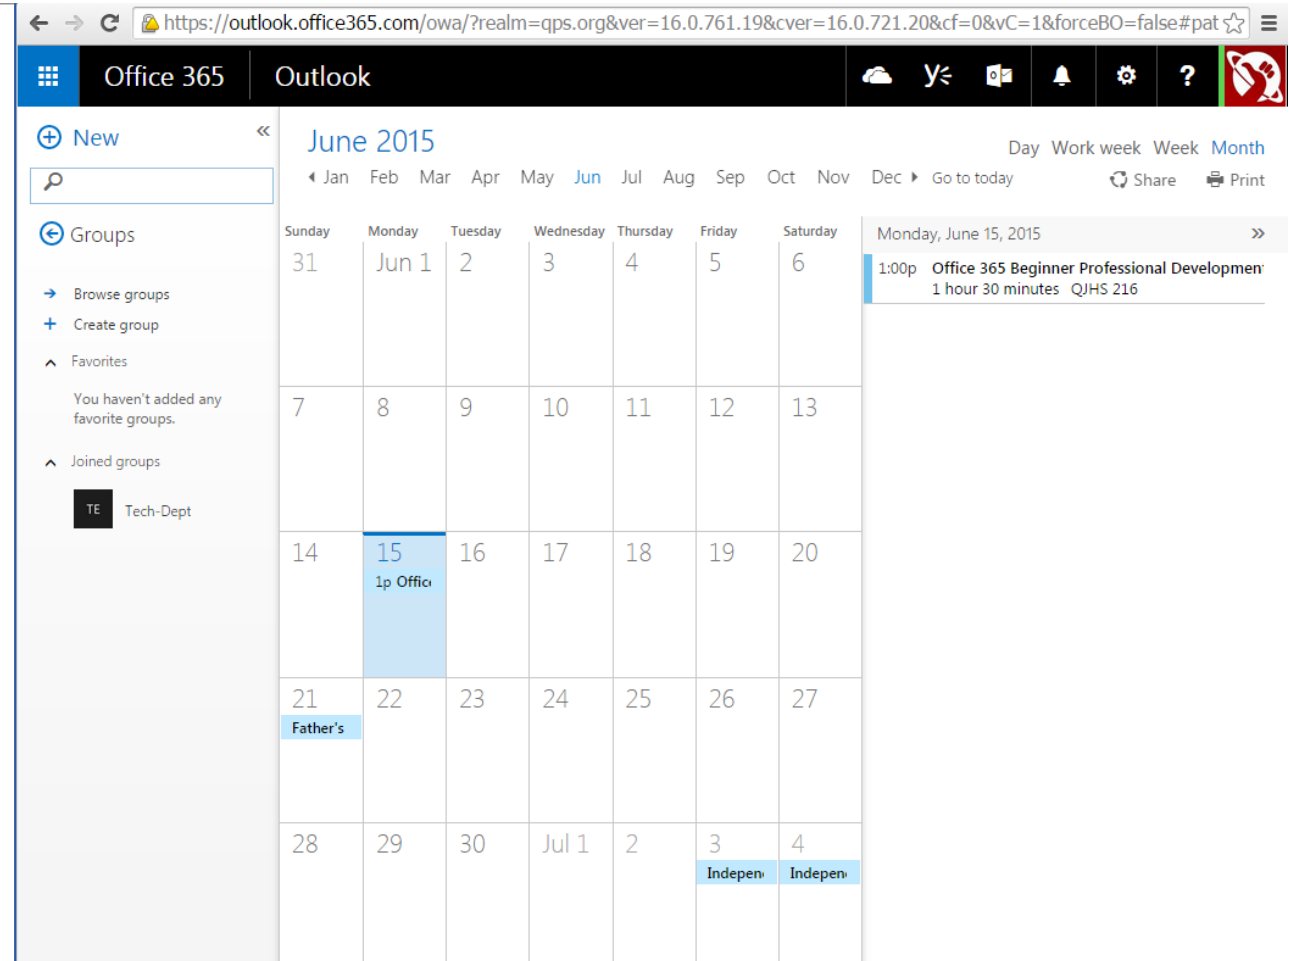 https://outlook.office365.com/owa/?realm=qps.org&ver=16.0.761.19&cver=16.0.721.20&cf=0&vC=1&forceBO=false#pat
Office 365 Outlook
New
June 2015
Day Work week Week Month
Jan Feb Mar Apr May Jun Jul Aug Sep Oct Nov Dec Go to today Share Print
Groups
Browse groups
Create group
Favorites
You haven't added any
favorite groups.
Joined groups
TE Tech-Dept
Sunday Monday Tuesday Wednesday Thursday Friday Saturday
31 Jun 1 2 3 4 5 6
7 8 9 10 11 12 13
14 15 16 17 18 19 20
1p Office
21 22 23 24 25 26 27
Father's
28 29 30 Jul 1 2 3 4
Indepen Indepen
Monday, June 15, 2015
1:00p Office 365 Beginner Professional Developmen
1 hour 30 minutes QJHS 216